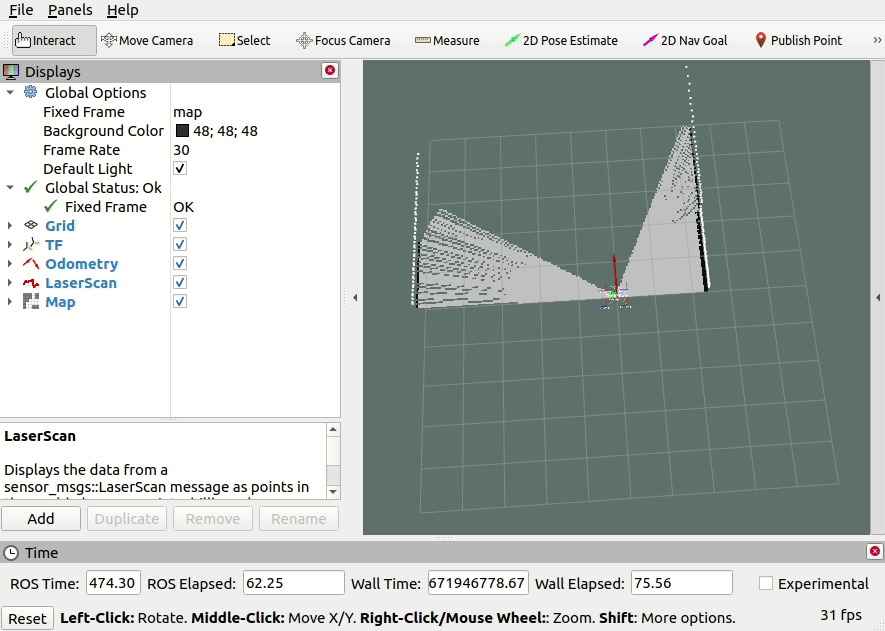 File Panels Help
Interact Move Camera Select Focus Camera Measure 2D Pose Estimate 2D Nav Goal Publish Point »
Displays
Global Options
Fixed Frame map
Background Color 48; 48; 48
Frame Rate 30
Default Light
Global Status: Ok
Fixed Frame OK
Grid
TF
Odometry
LaserScan
Map
LaserScan
Displays the data from a
sensor_msgs::LaserScan message as points in
Add Duplicate Remove Rename
Time
ROS Time: 474.30 ROS Elapsed: 62.25 Wall Time: 671946778.67 Wall Elapsed: 75.56 Experimental
Reset Left-Click: Rotate. Middle-Click: Move X/Y. Right-Click/Mouse Wheel:: Zoom. Shift: More options. 31 fps